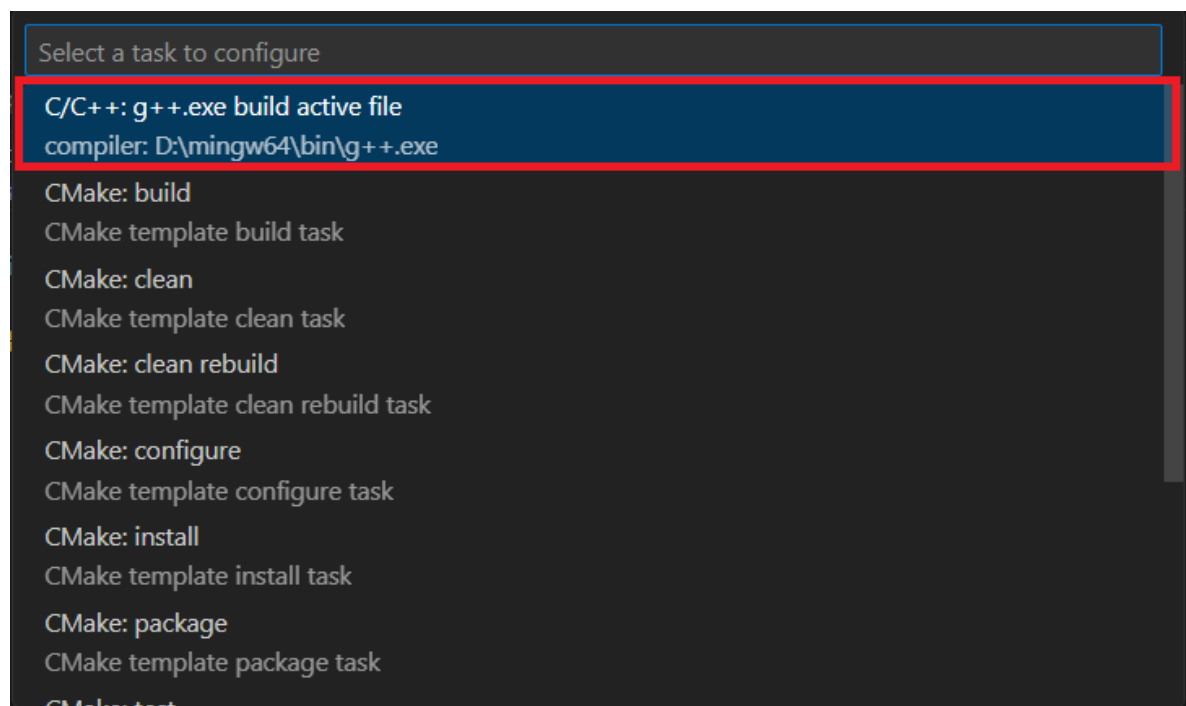 Select a task to configure
C/C++: g++.exe build active file
compiler: D:\mingw64\bin\g++.exe
CMake: build
CMake template build task
CMake: clean
CMake template clean task
CMake: clean rebuild
CMake template clean rebuild task
CMake: configure
CMake template configure task
CMake: install
CMake template install task
CMake: package
CMake template package task
CMake: test